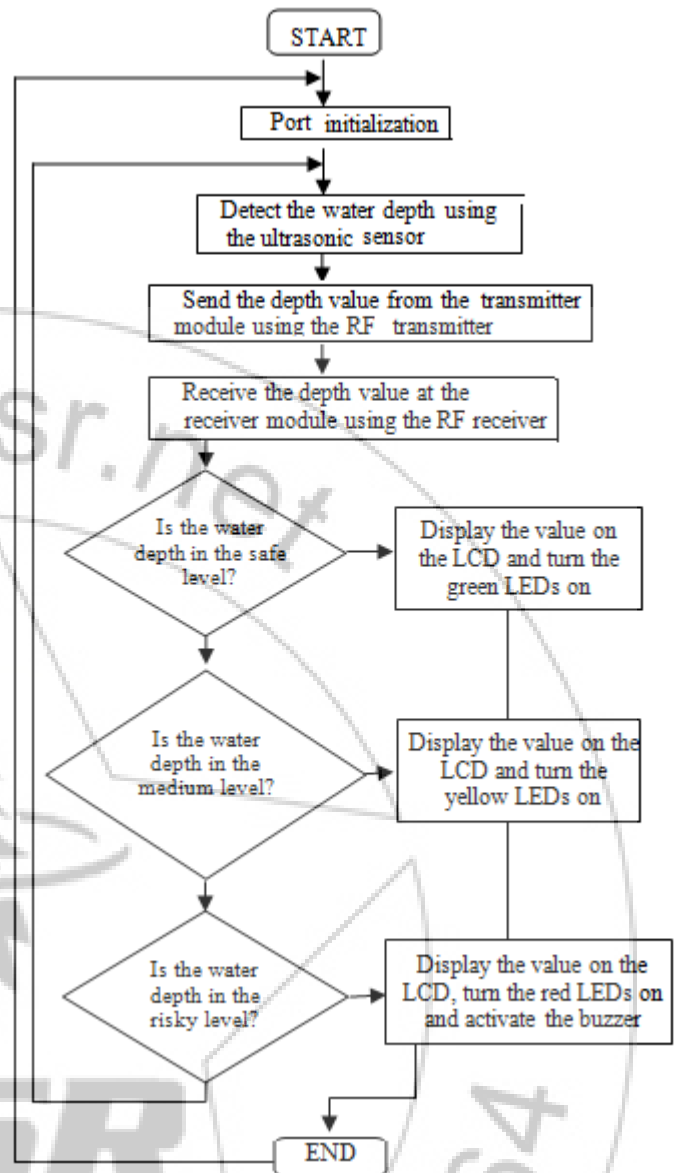 START
Port initialization
Detect the water depth using
the ultrasonic sensor
Send the depth value from the transmitter
module using the RF transmitter
Receive the depth value at the
receiver module using the RF receiver
Is the water
depth in the safe
level?
Display the value on
the LCD and turn the
green LEDs on
Is the water
depth in the
medium level?
Display the value on the
LCD and turn the
yellow LEDs on
Is the water
depth in the
risky level?
Display the value on the
LCD, turn the red LEDs on
and activate the buzzer
END
sr.net
64